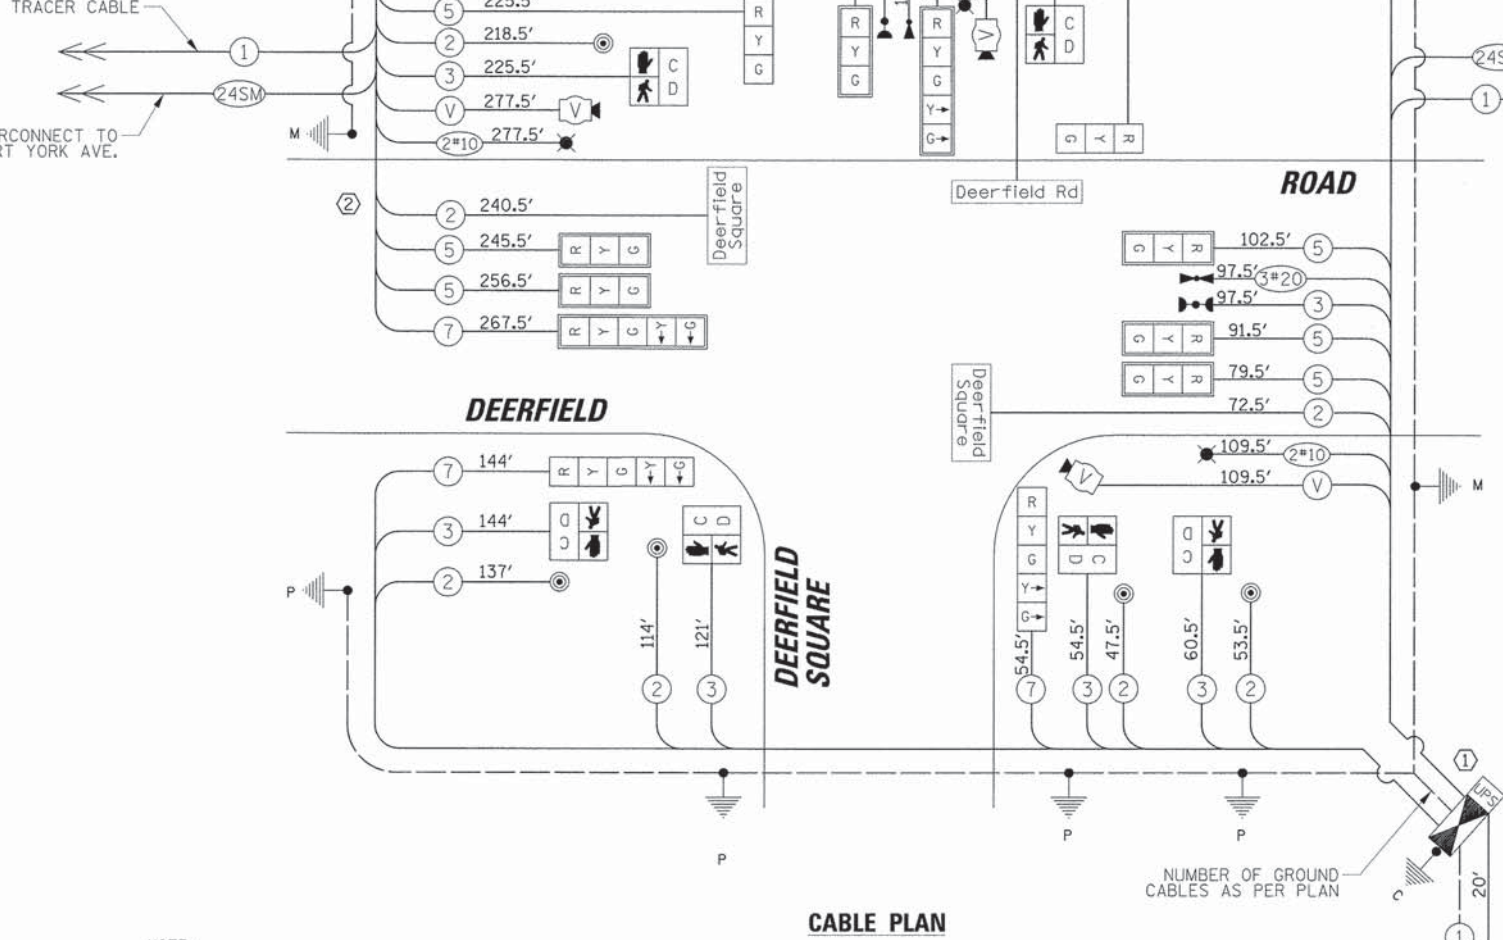 TRACER CABLE
1
24SM
RCONNECT TO
RT YORK AVE.
M
5 225.5'
2 218.5'
3 225.5'
C
D
V 277.5' V
2#10 277.5'
R
Y
G
R
Y
G
R
Y
G
Y
G
V
C
D
G Y R
Deerfield Rd
24S
1
ROAD
2
2 240.5'
Deerfield
Square
5 245.5' R Y G
5 256.5' R Y G
7 267.5' R Y G Y G
G Y R 102.5' 5
97.5' 3#20
97.5' 3
G Y R 91.5' 5
G Y R 79.5' 5
Deerfield
Square
72.5' 2
109.5' 2#10
V 109.5' V
M
DEERFIELD
7 144' R Y G Y G
3 144' D
C
2 137'
P
C D
114'
121'
2
3
DEERFIELD
SQUARE
R
Y
G
Y
G
D C
D
C
54.5'
54.5'
47.5'
60.5'
53.5'
7
3
2
3
2
P
P
P
1
UPS
C
20'
1
NUMBER OF GROUND
CABLES AS PER PLAN
CABLE PLAN